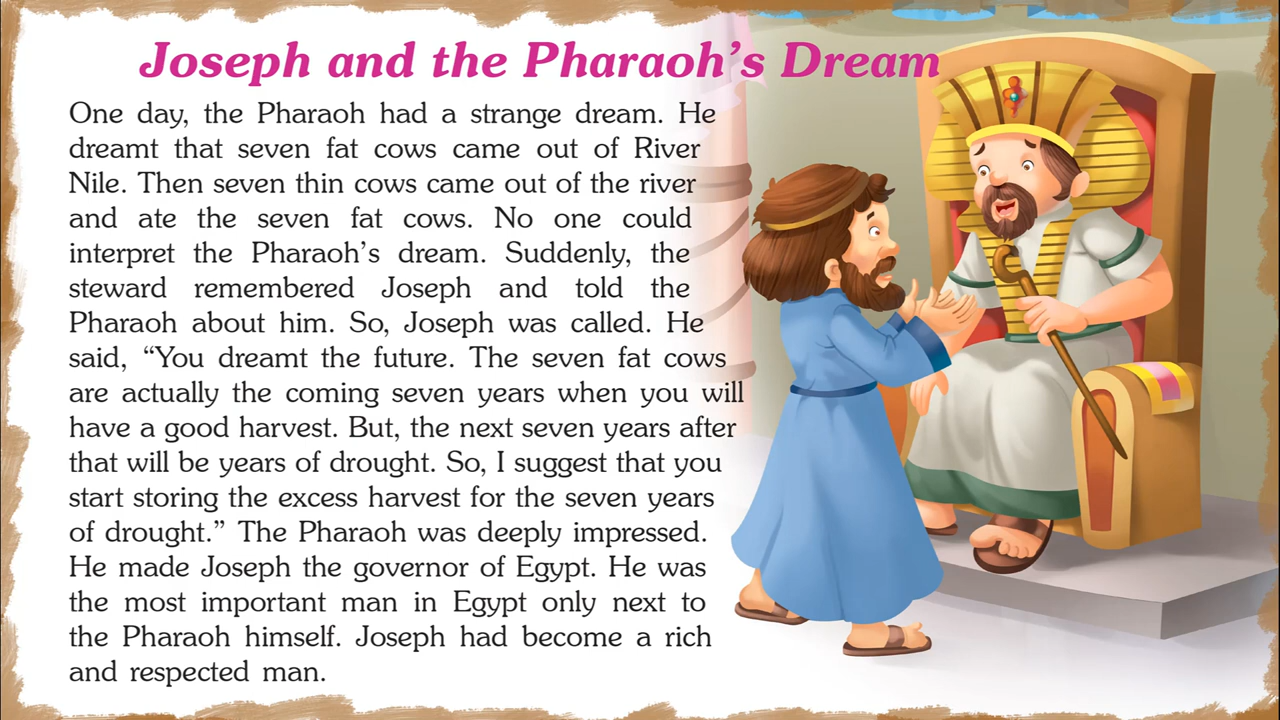 Joseph and the Pharaoh's Dream
One day, the Pharaoh had a strange dream. He
dreamt that seven fat cows came out of River
Nile. Then seven thin cows came out of the river
and ate the seven fat cows. No one could
interpret the Pharaoh's dream. Suddenly, the
steward remembered Joseph and told the
Pharaoh about him. So, Joseph was called. He
said, “You dreamt the future. The seven fat cows
are actually the coming seven years when you will
have a good harvest. But, the next seven years after
that will be years of drought. So, I suggest that you
start storing the excess harvest for the seven years
of drought.” The Pharaoh was deeply impressed.
He made Joseph the governor of Egypt. He was
the most important man in Egypt only next to
the Pharaoh himself. Joseph had become a rich
and respected man.